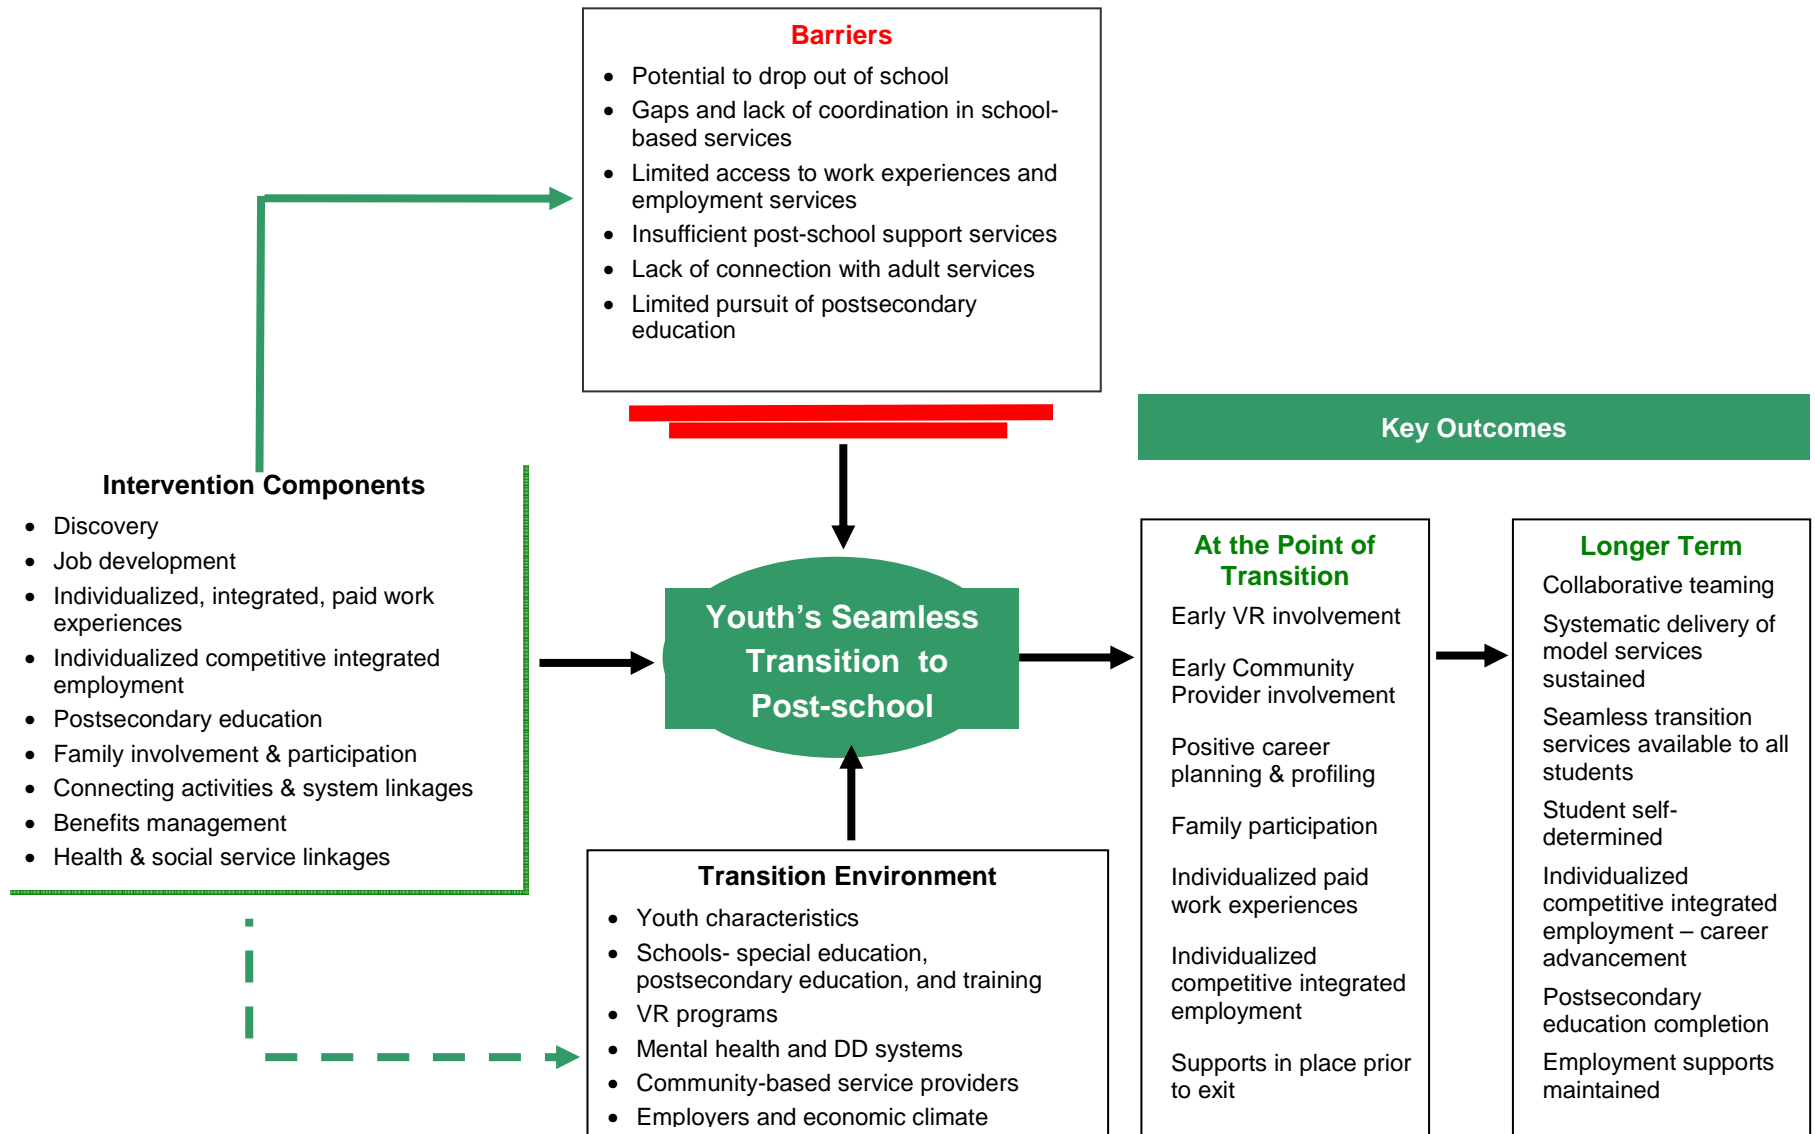 Barriers
• Potential to drop out of school
• Gaps and lack of coordination in school-
based services
• Limited access to work experiences and
employment services
• Insufficient post-school support services
• Lack of connection with adult services
• Limited pursuit of postsecondary
education
Key Outcomes
Intervention Components
• Discovery
• Job development
• Individualized, integrated, paid work
experiences
• Individualized competitive integrated
employment
• Postsecondary education
• Family involvement & participation
• Connecting activities & system linkages
• Benefits management
• Health & social service linkages
Youth’s Seamless
Transition to
Post-school
At the Point of
Transition
Early VR involvement
Early Community
Provider involvement
Positive career
planning & profiling
Family participation
Individualized paid
work experiences
Individualized
competitive integrated
employment
Supports in place prior
to exit
Longer Term
Collaborative teaming
Systematic delivery of
model services
sustained
Seamless transition
services available to all
students
Student self-
determined
Individualized
competitive integrated
employment – career
advancement
Postsecondary
education completion
Employment supports
maintained
Transition Environment
• Youth characteristics
• Schools- special education,
postsecondary education, and training
• VR programs
• Mental health and DD systems
• Community-based service providers
• Employers and economic climate